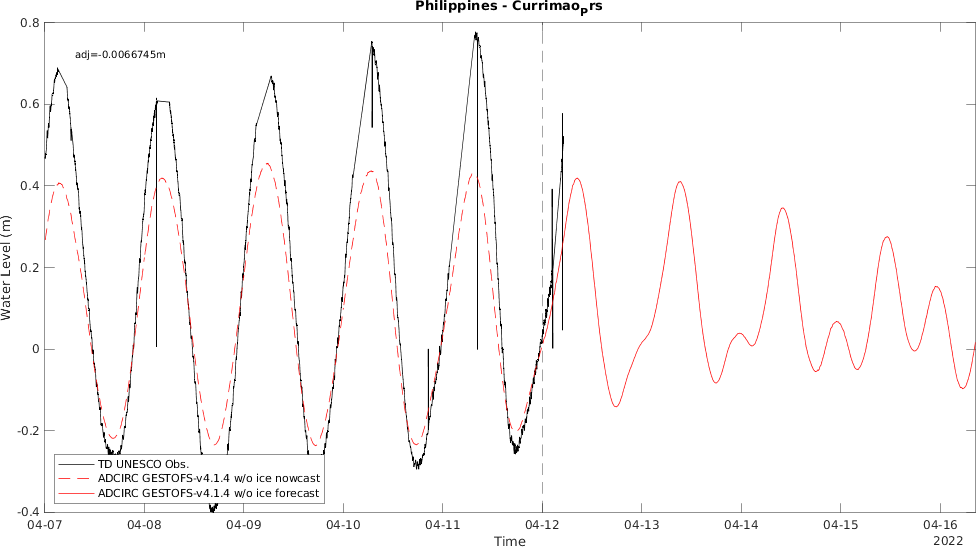 Philippines - Currimao_prs
adj=-0.0066745m
Water Level (m)
0.8
0.6
0.4
0.2
0
-0.2
-0.4
TD UNESCO Obs.
ADCIRC GESTOFS-v4.1.4 w/o ice nowcast
ADCIRC GESTOFS-v4.1.4 w/o ice forecast
04-07 04-08 04-09 04-10 04-11 04-12 04-13 04-14 04-15 04-16
Time
2022